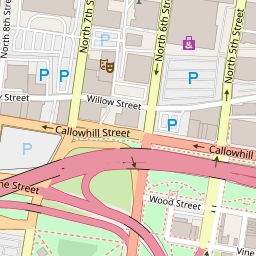 North 8th Street
North 7th Street
North 6th Street
North 5th Street
P
P
P
Willow Street
Street
P
Callowhill Street
Callowhill
P
Street
Wood Street
Vine